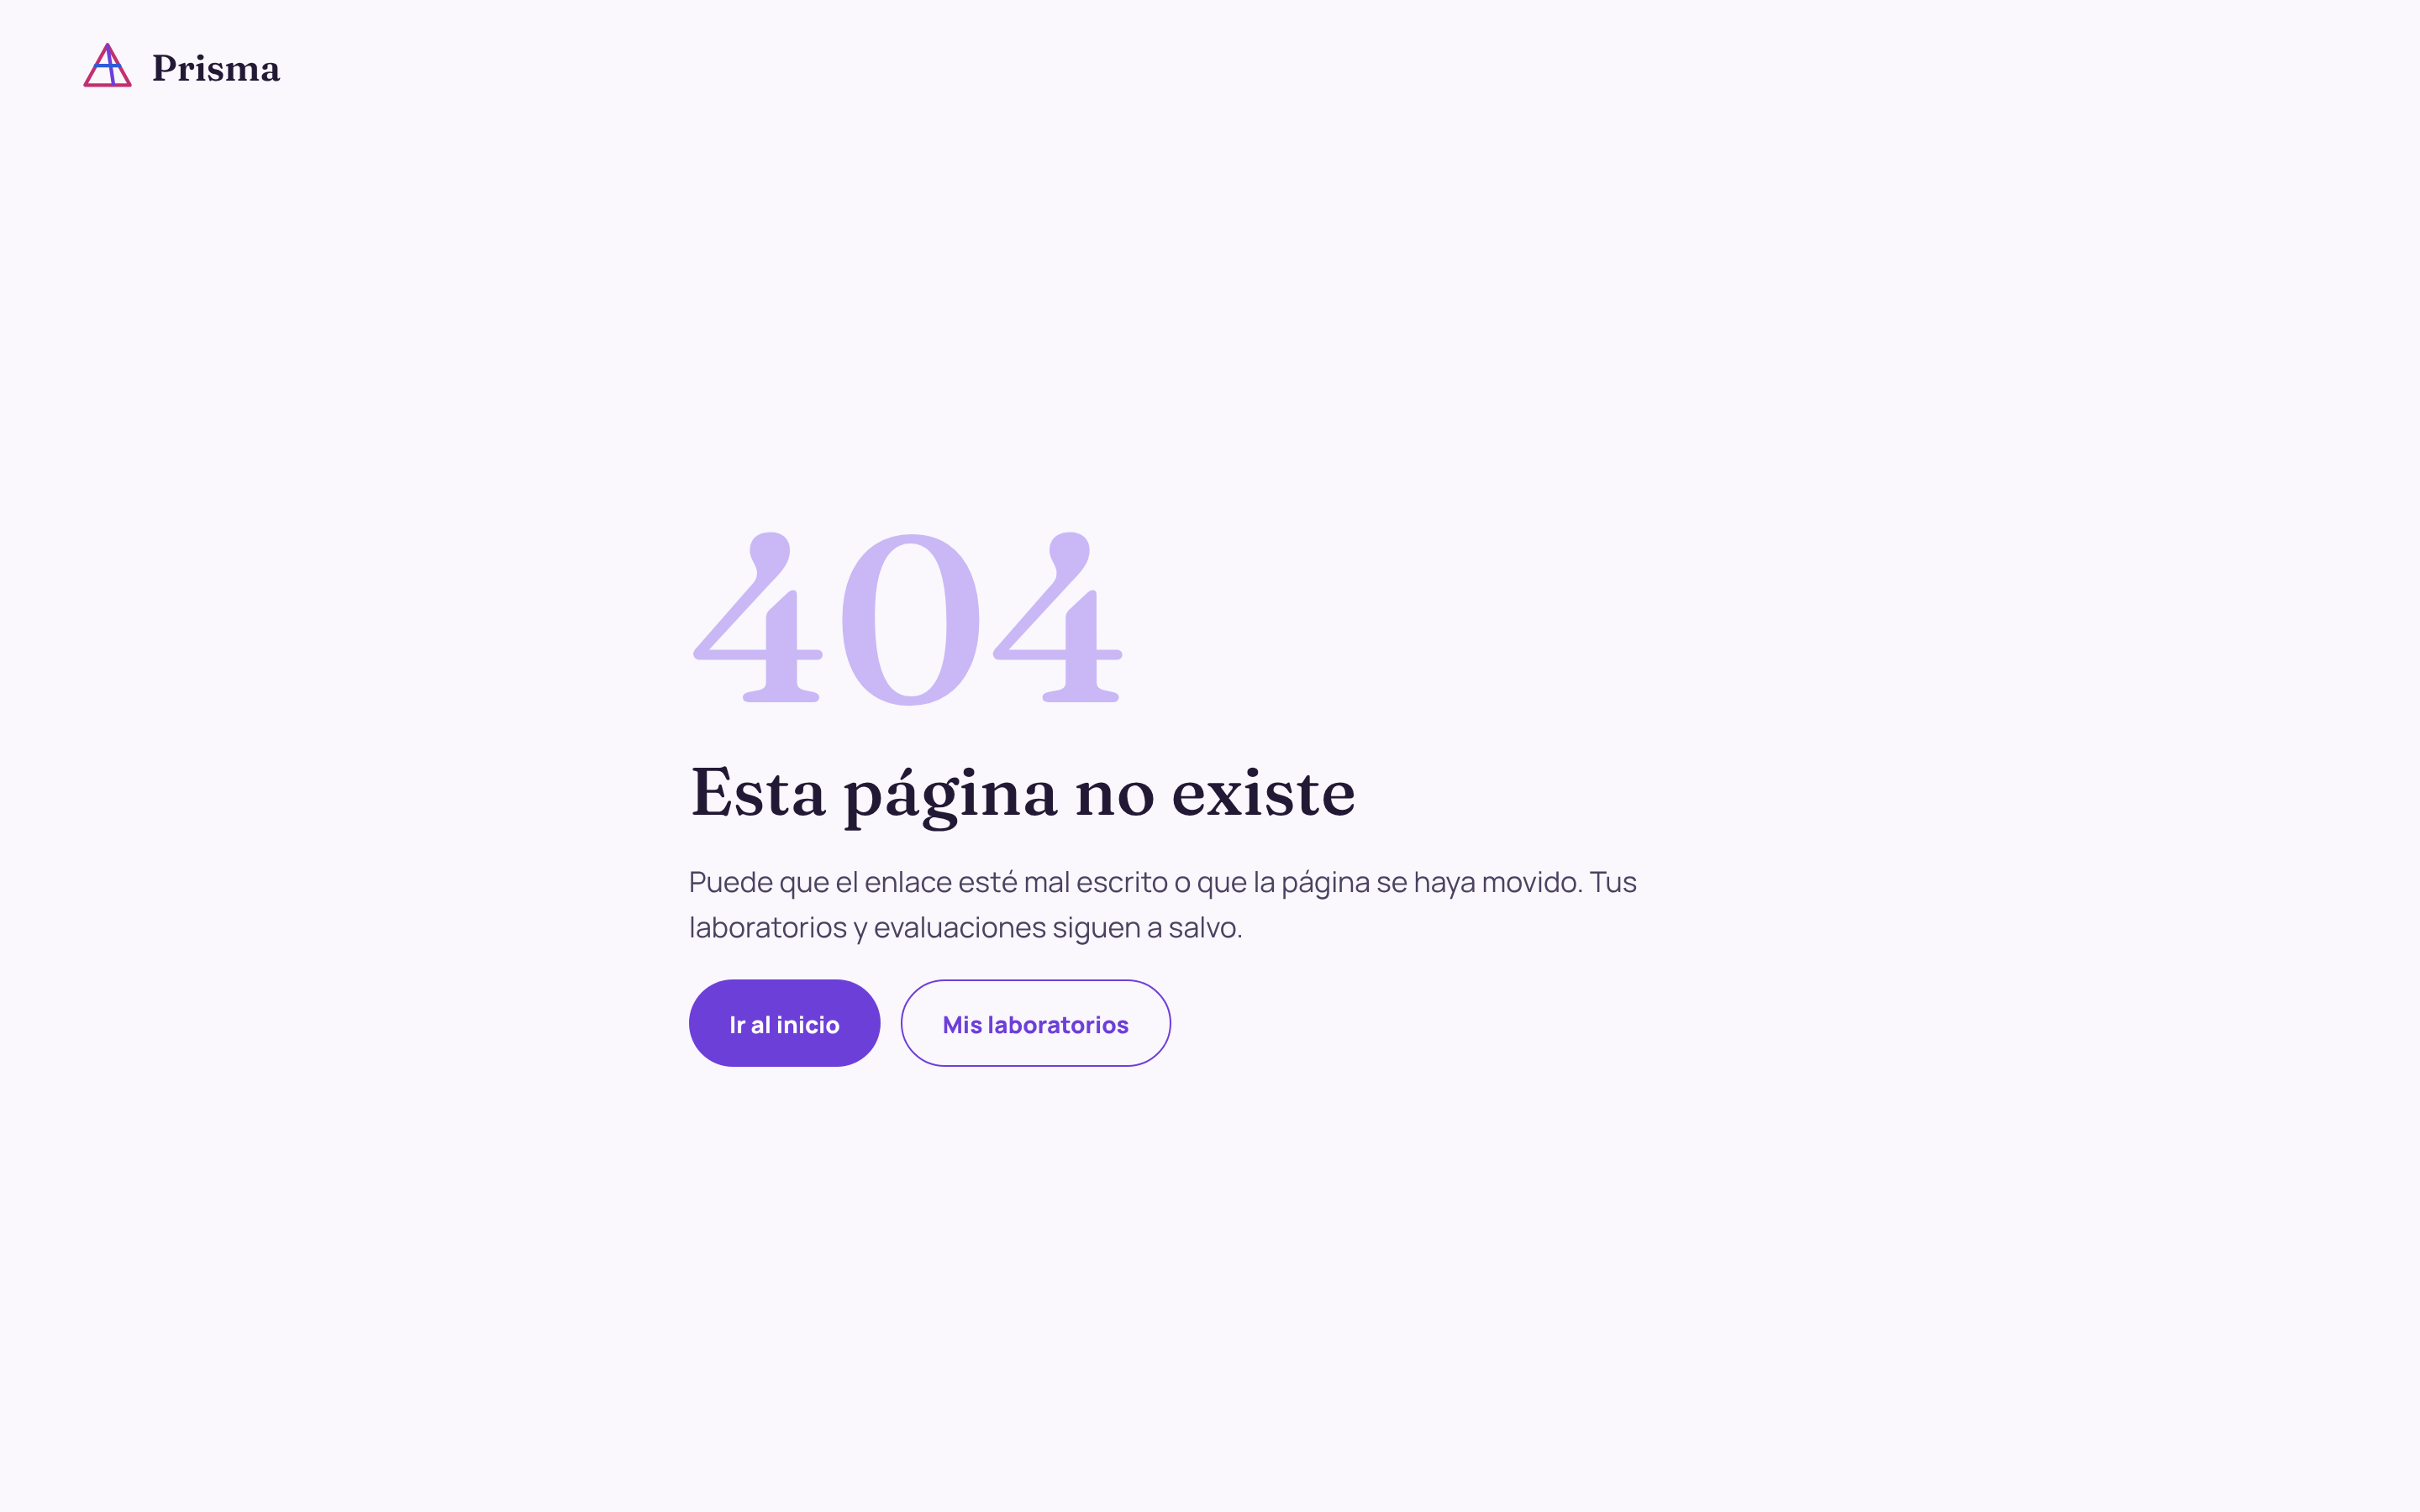 Prisma
404
Esta página no existe
Puede que el enlace esté mal escrito o que la página se haya movido. Tus
laboratorios y evaluaciones siguen a salvo.
Ir al inicio
Mis laboratorios